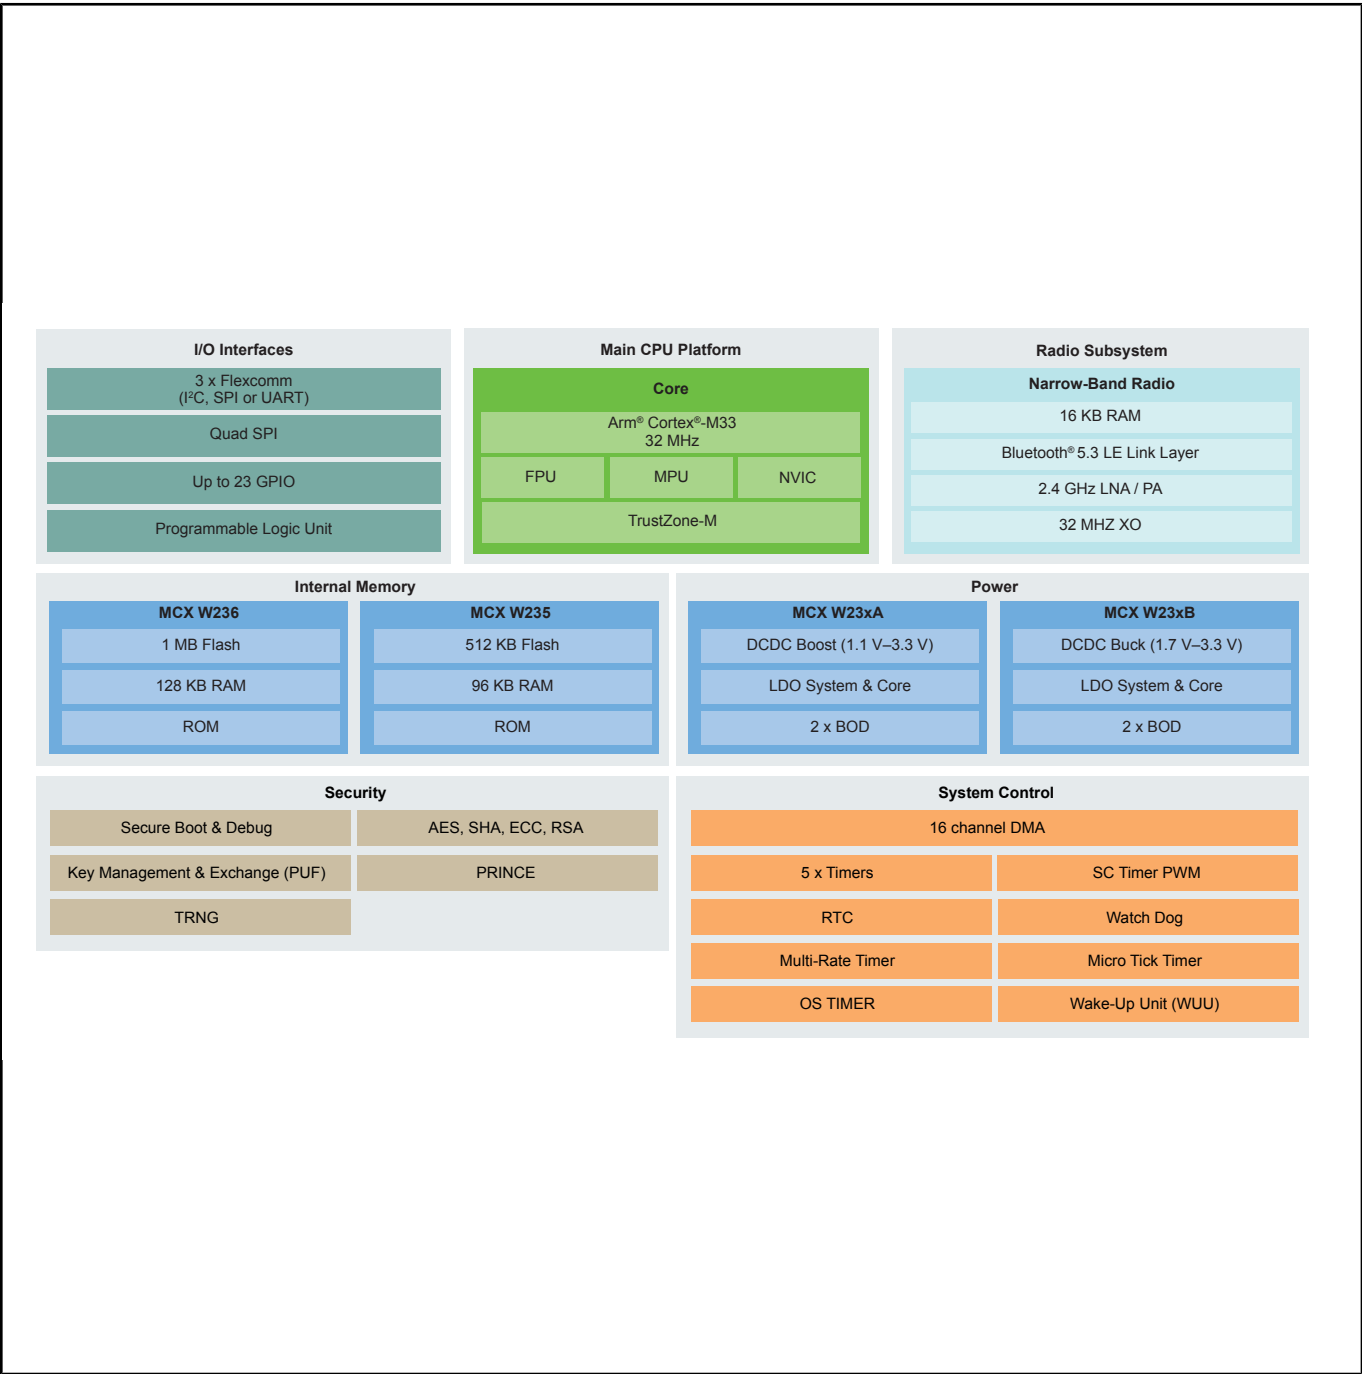 I/O Interfaces
3 x Flexcomm
(I²C, SPI or UART)
Quad SPI
Up to 23 GPIO
Programmable Logic Unit
Main CPU Platform
Core
Arm® Cortex®-M33
32 MHz
FPU
MPU
NVIC
TrustZone-M
Radio Subsystem
Narrow-Band Radio
16 KB RAM
Bluetooth® 5.3 LE Link Layer
2.4 GHz LNA / PA
32 MHZ XO
Internal Memory
MCX W236
1 MB Flash
128 KB RAM
ROM
MCX W235
512 KB Flash
96 KB RAM
ROM
Power
MCX W23xA
DCDC Boost (1.1 V–3.3 V)
LDO System & Core
2 x BOD
MCX W23xB
DCDC Buck (1.7 V–3.3 V)
LDO System & Core
2 x BOD
Security
Secure Boot & Debug
AES, SHA, ECC, RSA
Key Management & Exchange (PUF)
PRINCE
TRNG
System Control
16 channel DMA
5 x Timers
SC Timer PWM
RTC
Watch Dog
Multi-Rate Timer
Micro Tick Timer
OS TIMER
Wake-Up Unit (WUU)